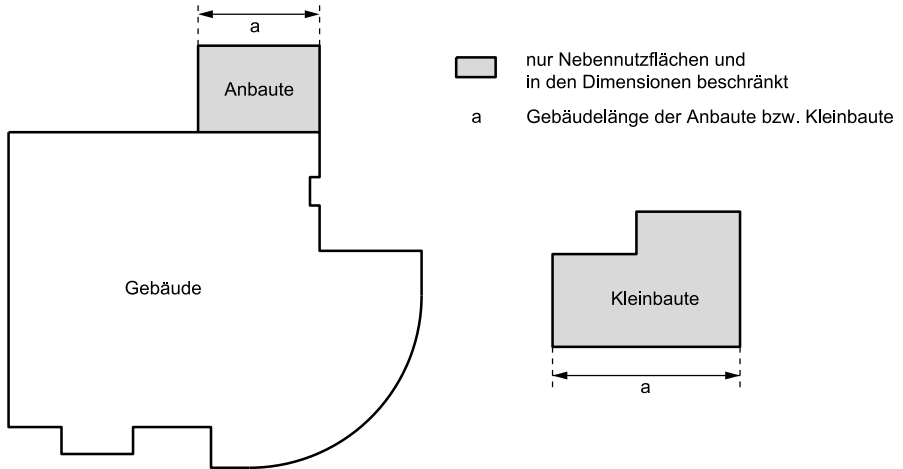 a
Anbaute
nur Nebennutzflächen und
in den Dimensionen beschränkt
a Gebäudelänge der Anbaute bzw. Kleinbaute
Gebäude
Kleinbaute
a